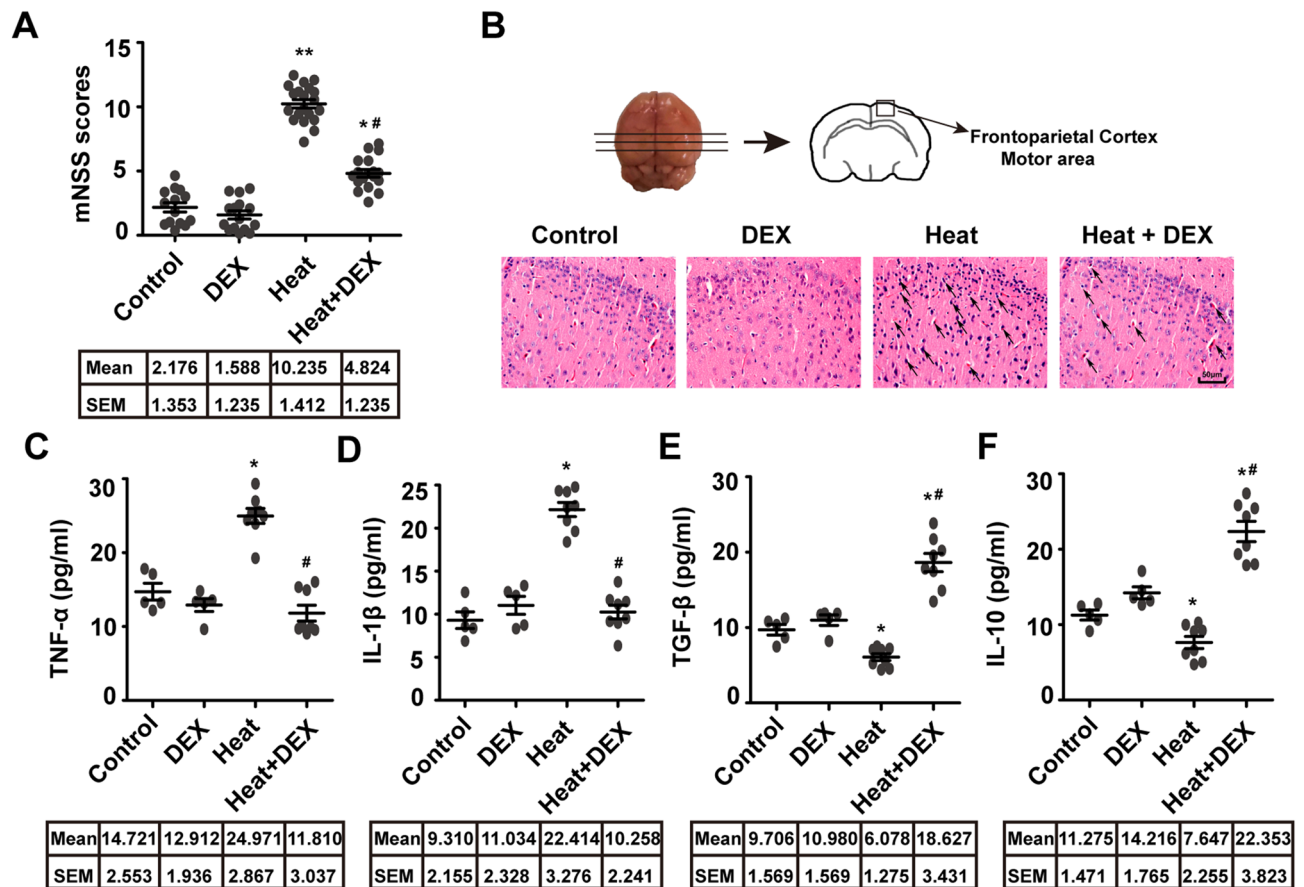 A
mNSS scores
15
10
5
0
**
* #
Control
DEX
Heat
Heat+DEX
Mean 2.176 1.588 10.235 4.824
SEM 1.353 1.235 1.412 1.235
B
Frontoparietal Cortex
Motor area
Control DEX Heat Heat + DEX
50μm
C
TNF-α (pg/ml)
30
20
10
0
*
#
Control
DEX
Heat
Heat+DEX
Mean 14.721 12.912 24.971 11.810
SEM 2.553 1.936 2.867 3.037
D
IL-1β (pg/ml)
25
20
15
10
5
0
*
#
Control
DEX
Heat
Heat+DEX
Mean 9.310 11.034 22.414 10.258
SEM 2.155 2.328 3.276 2.241
E
TGF-β (pg/ml)
30
20
10
0
*
*#
Control
DEX
Heat
Heat+DEX
Mean 9.706 10.980 6.078 18.627
SEM 1.569 1.569 1.275 3.431
F
IL-10 (pg/ml)
30
20
10
0
*
*#
Control
DEX
Heat
Heat+DEX
Mean 11.275 14.216 7.647 22.353
SEM 1.471 1.765 2.255 3.823